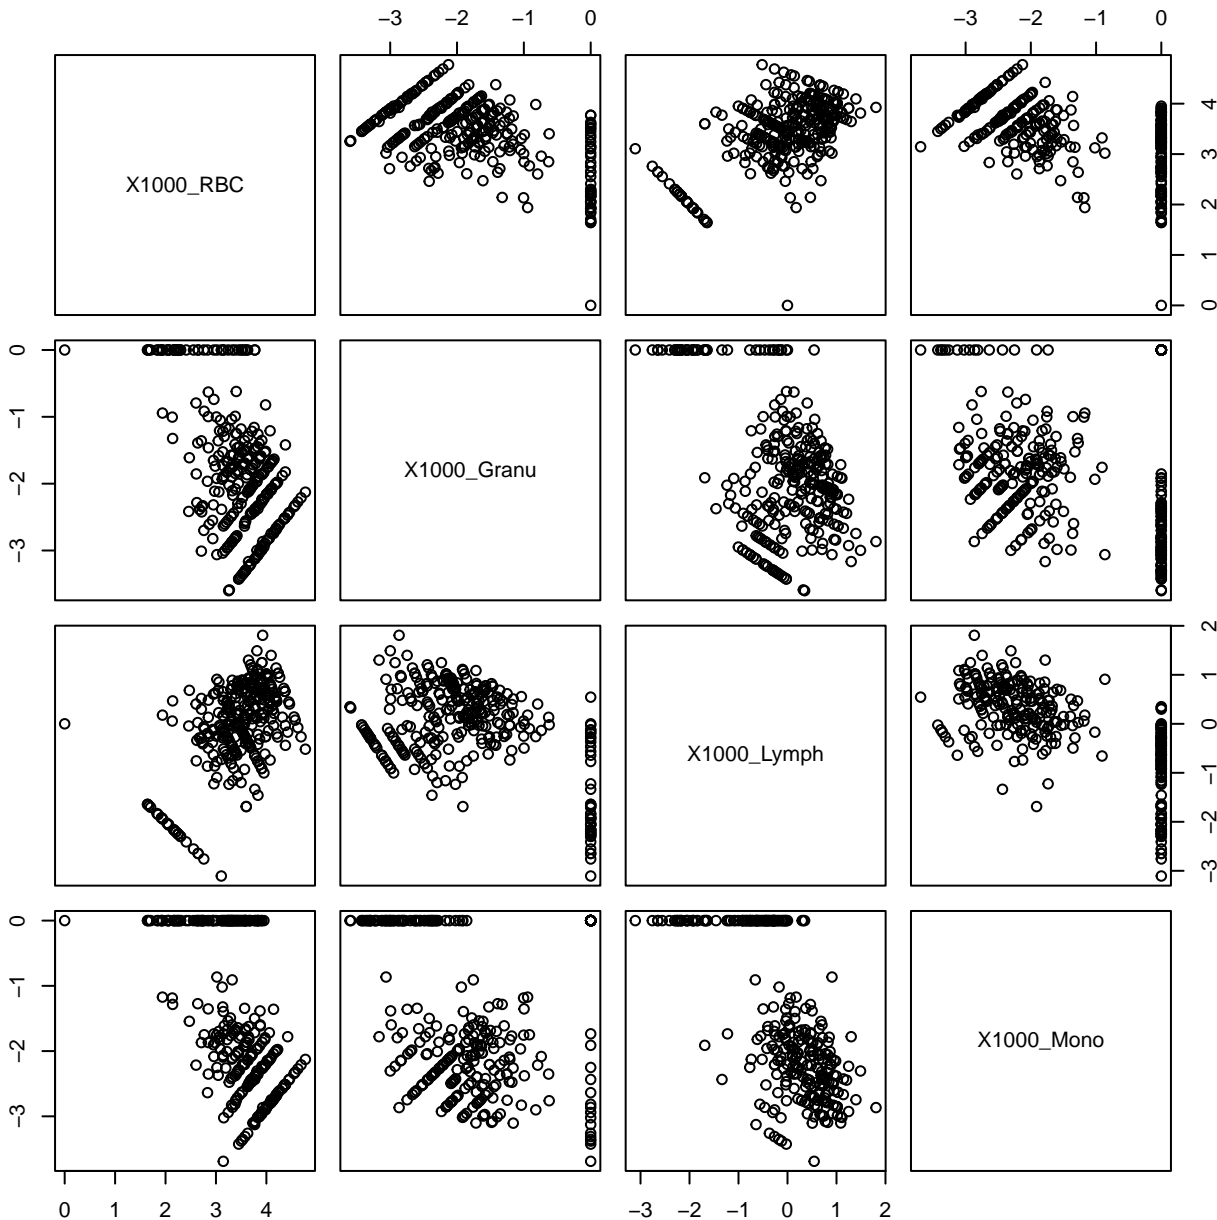 −3 −2 −1 0 −3 −2 −1 0
X1000_RBC
0 1 2 3 4
−3 −2 −1 0
X1000_Granu
X1000_Lymph
−3 −2 −1 0 1 2
−3 −2 −1 0
X1000_Mono
0 1 2 3 4 −3 −2 −1 0 1 2